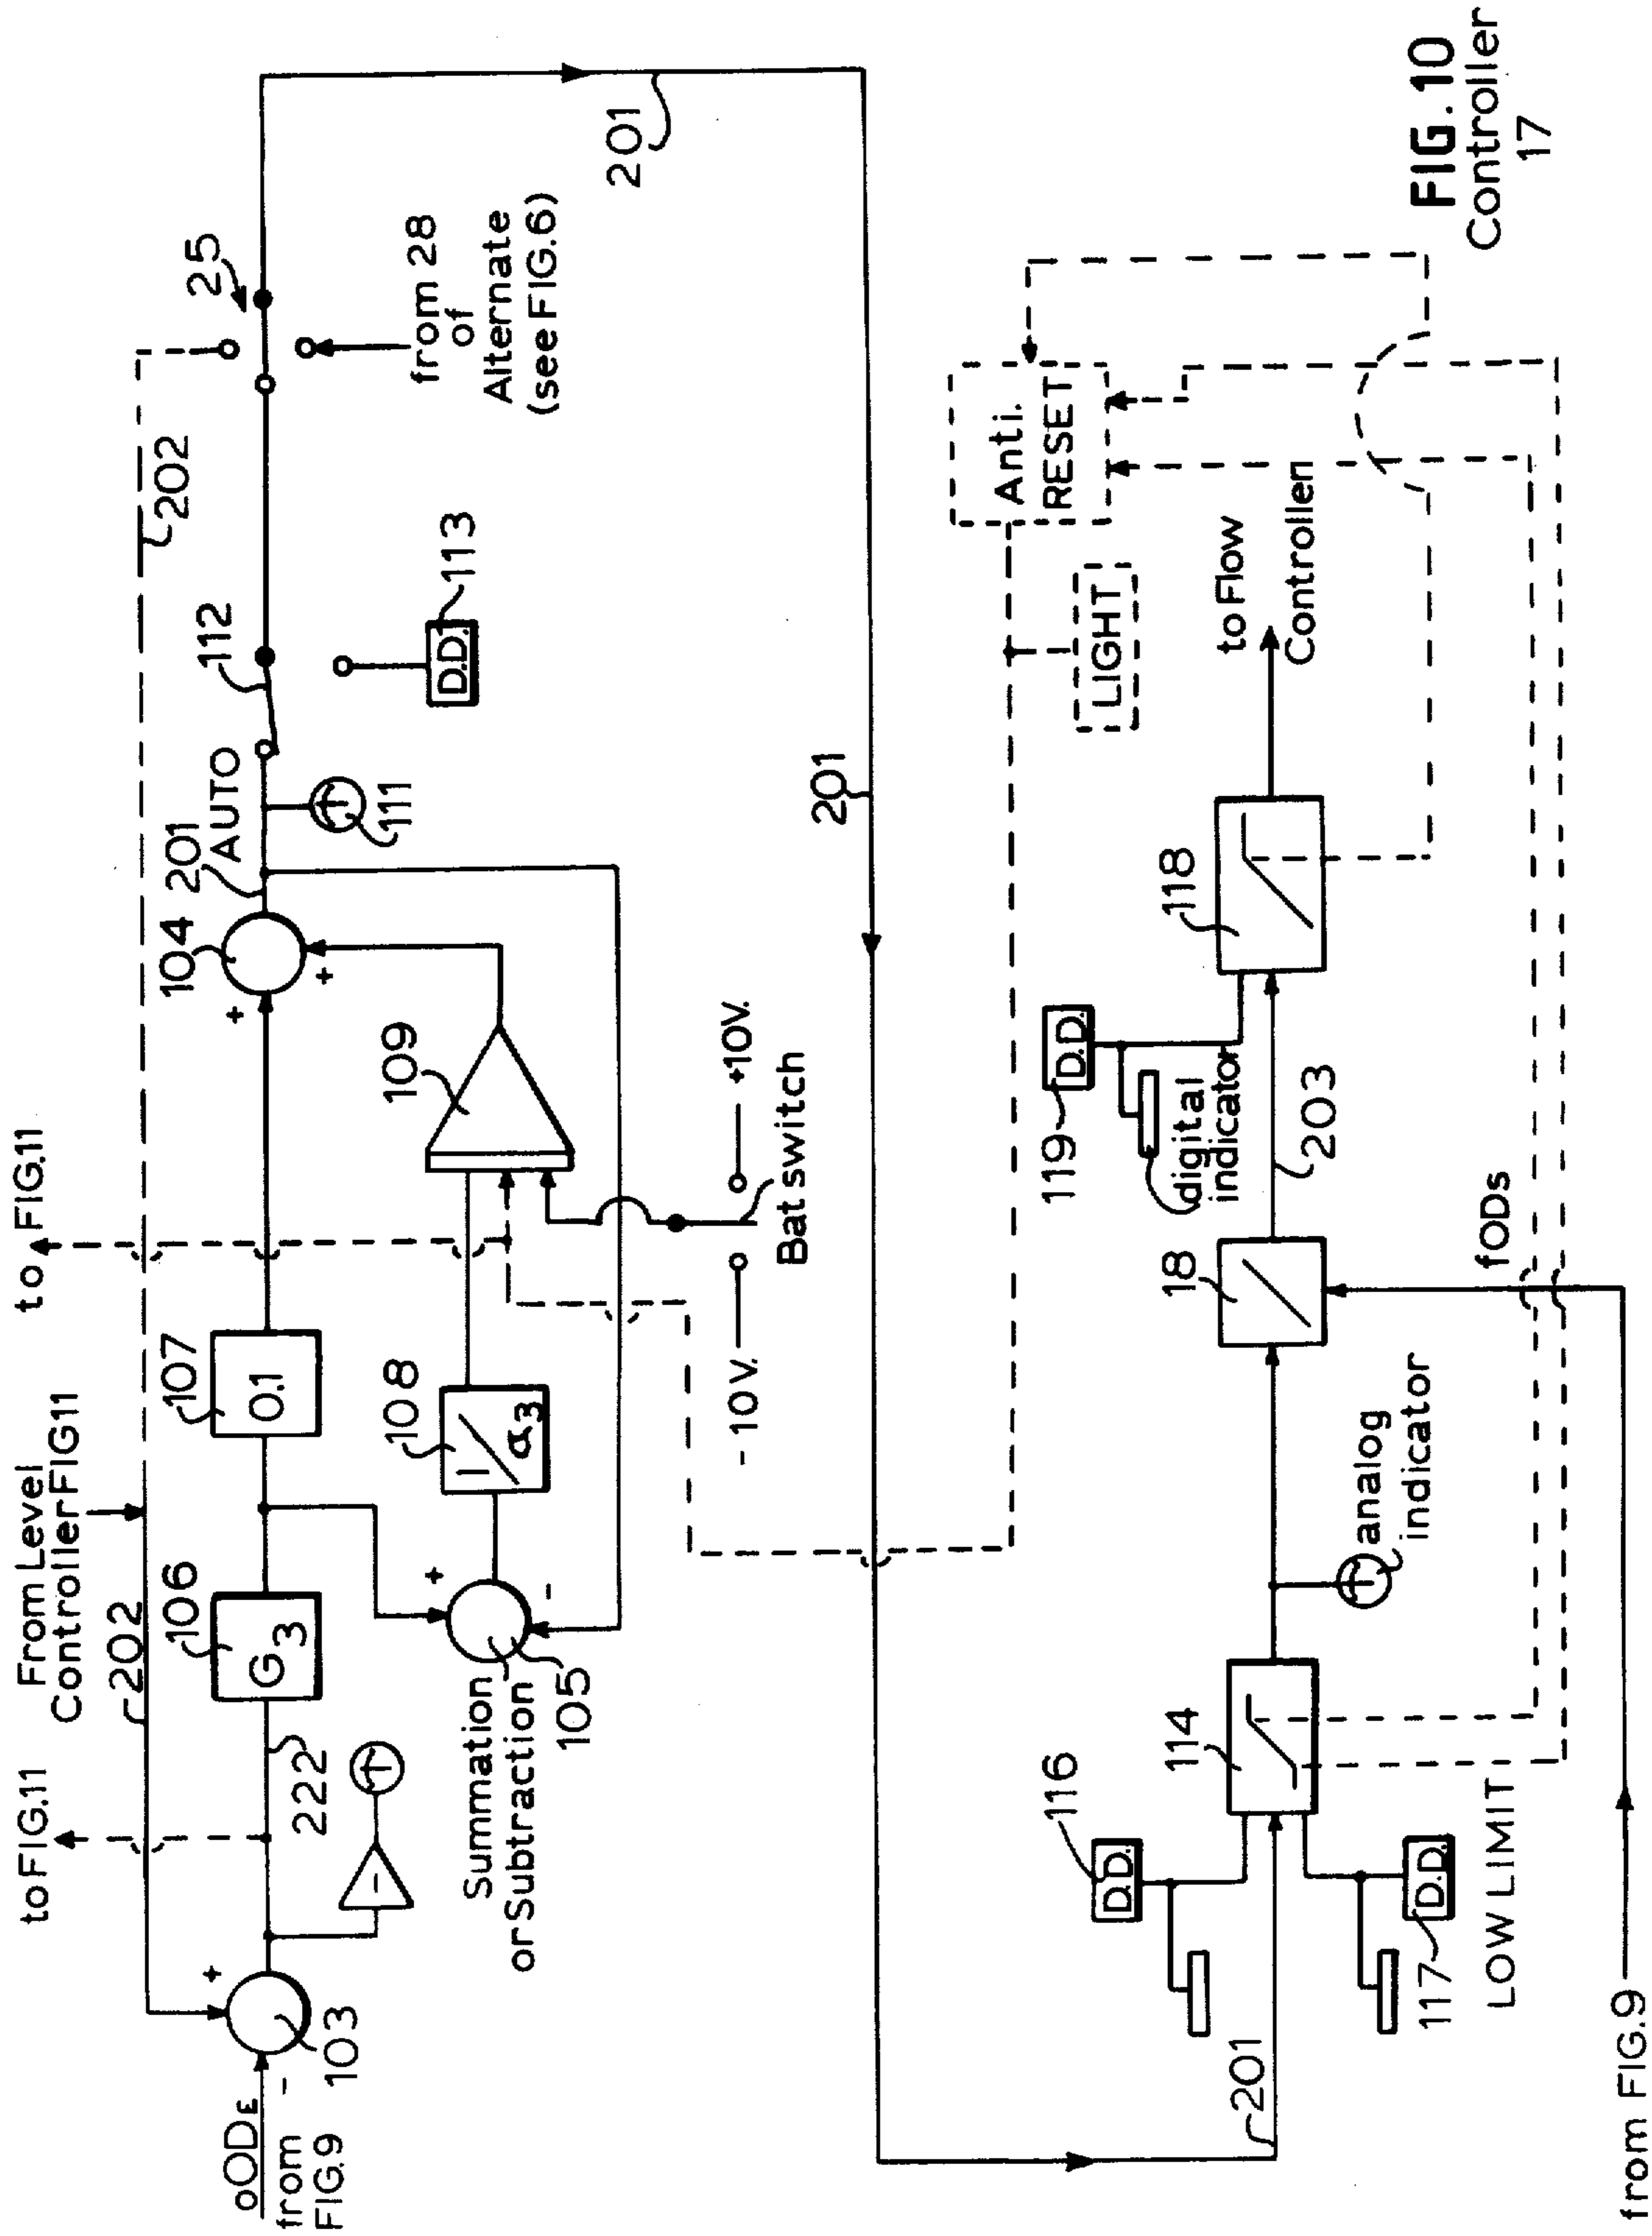 to FIG.11
From Level
Controller FIG11
to FIG.11
202
202
25
112
201
AUTO
104
107
0.1
106
G3
222
+
+
+
oODE
from
FIG.9
-
103
111
D.D.
113
from 28
of
Alternate
(see FIG.6)
201
109
108
1/a3
+
-
105
Summation
or Subtraction
-10V.
+10V.
Bat switch
201
Anti.
RESET
LIGHT
to Flow
Controller
118
119
D.D.
digital
indicator
203
18
fODs
analog
indicator
114
116
D.D.
117
D.D.
LOW LIMIT
201
from FIG.9
FIG.10
Controller
17